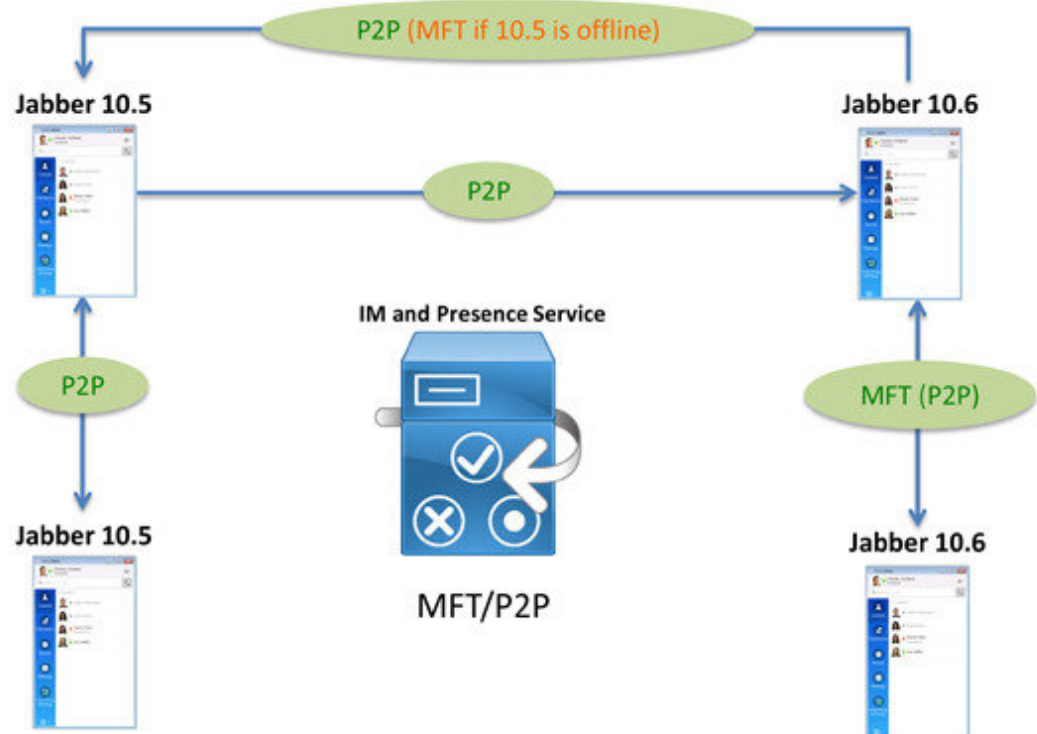 P2P (MFT if 10.5 is offline)
Jabber 10.5
Jabber 10.6
P2P
IM and Presence Service
P2P
MFT (P2P)
Jabber 10.5
Jabber 10.6
MFT/P2P